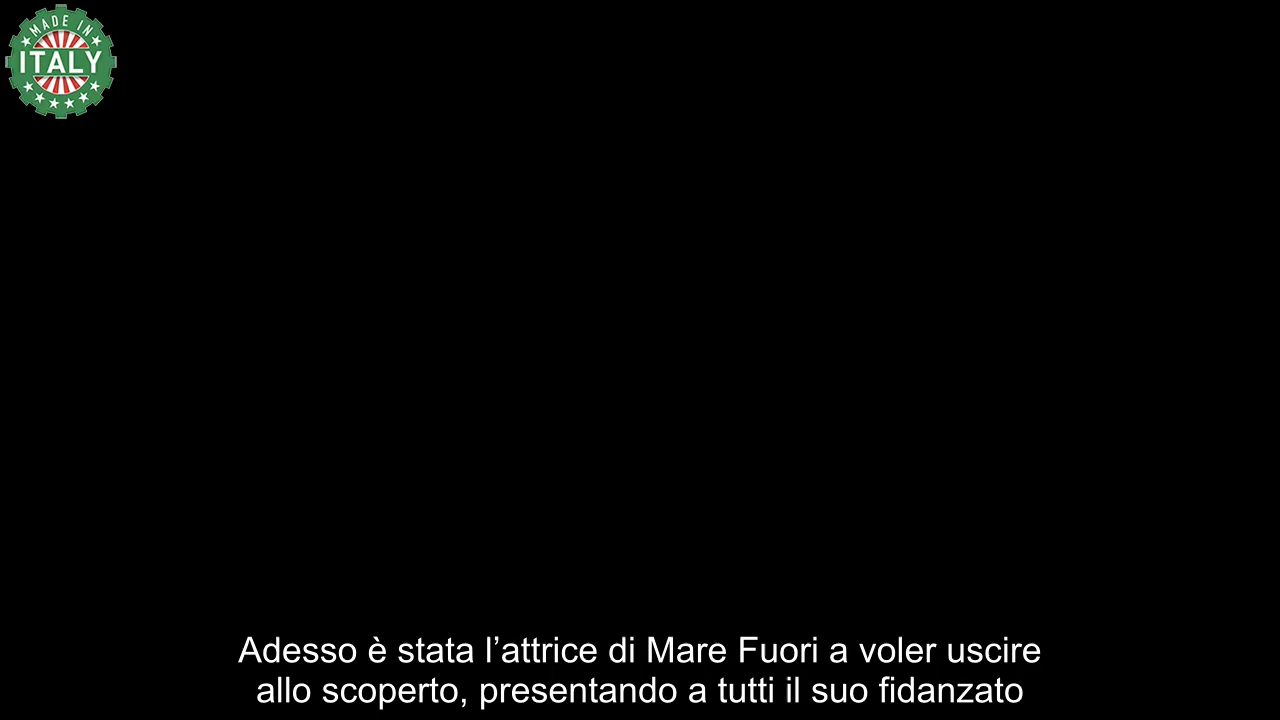 MADE IN
ITALY
Adesso è stata l’attrice di Mare Fuori a voler uscire
allo scoperto, presentando a tutti il suo fidanzato